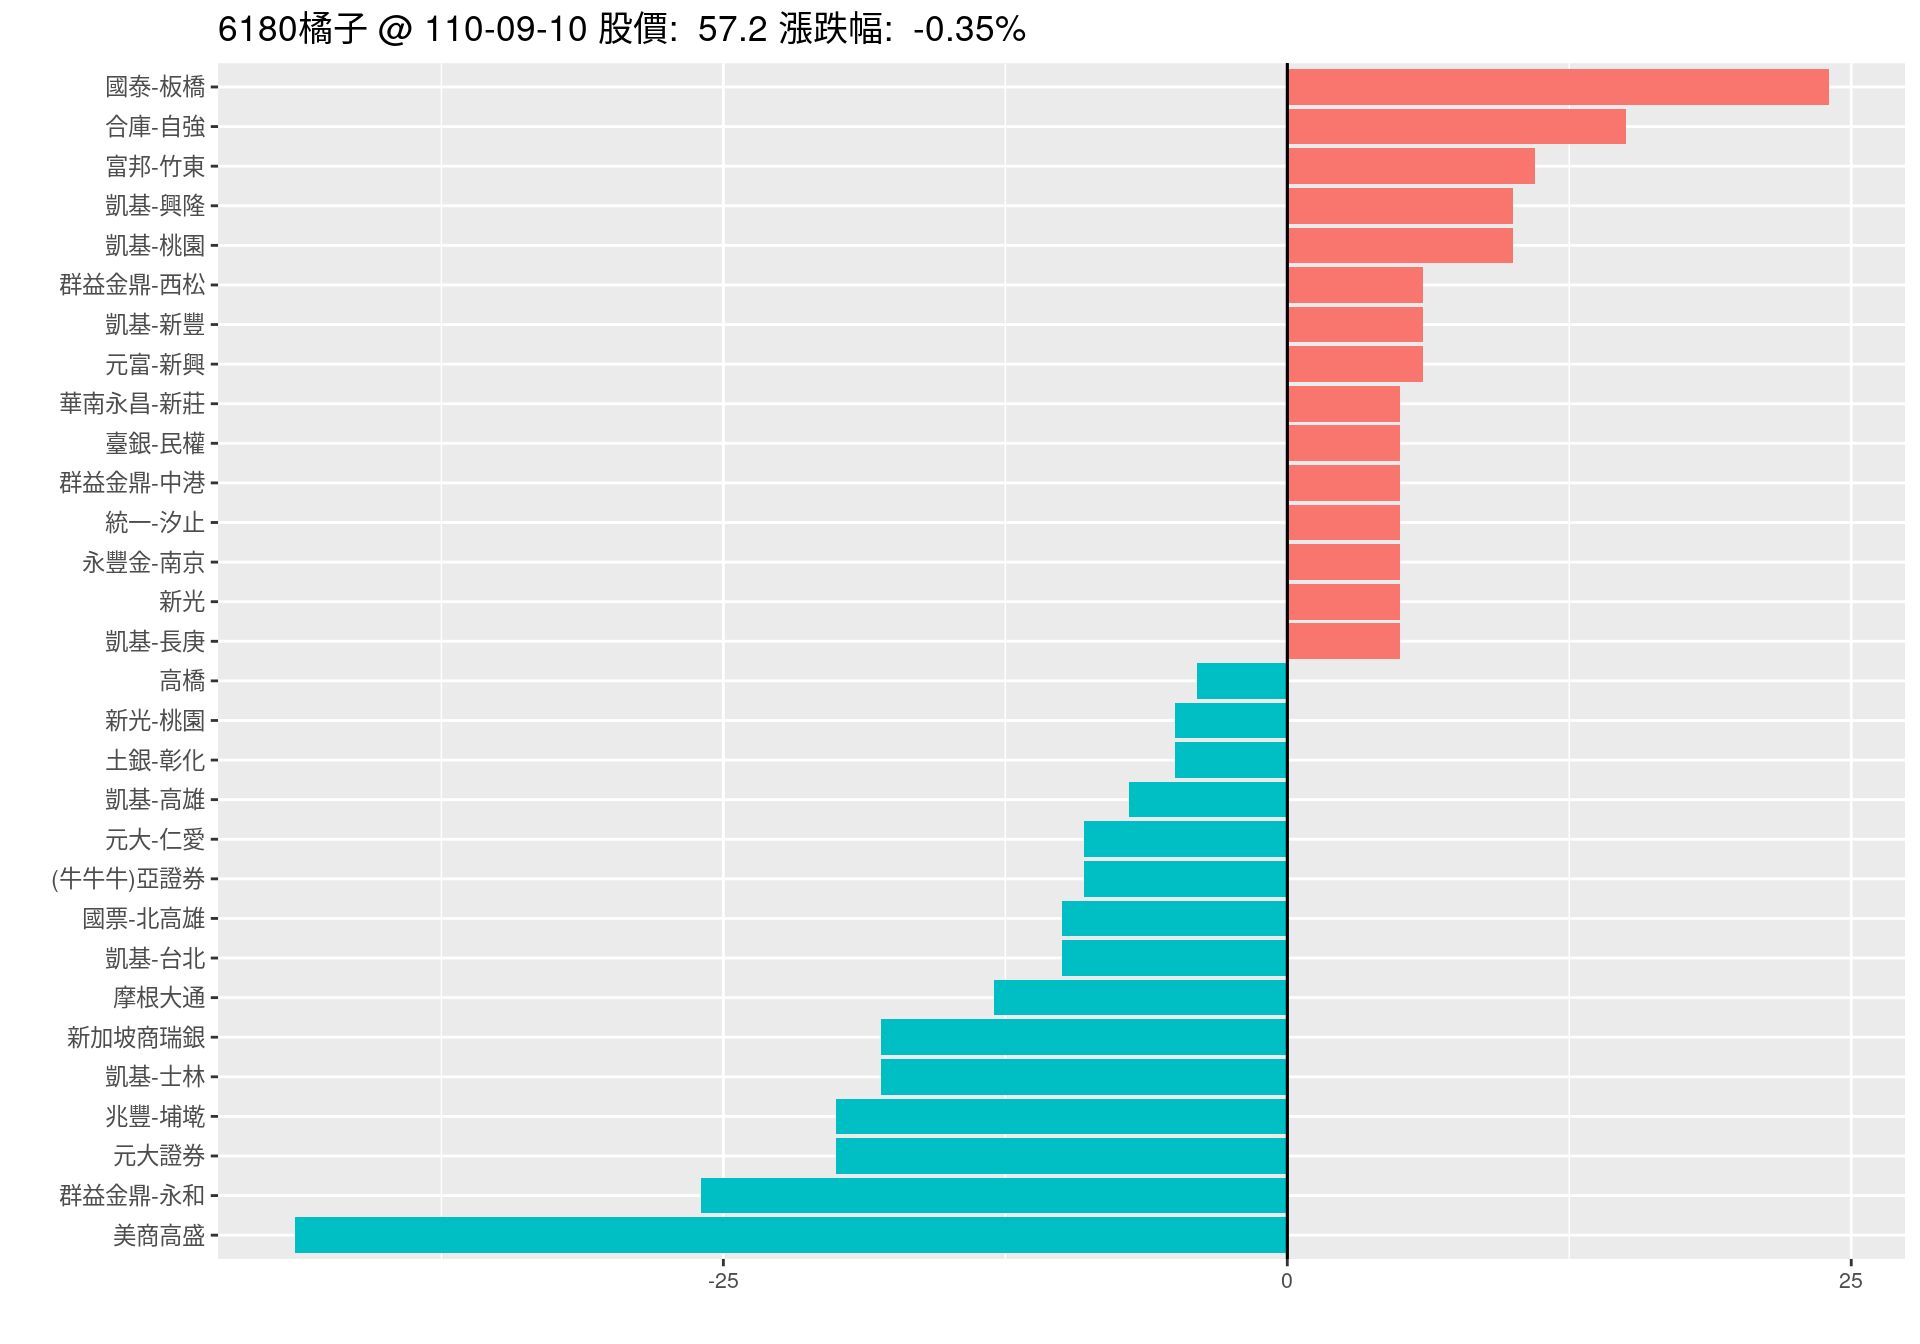 6180橘子 @ 110-09-10 股價:  57.2 漲跌幅:  -0.35%
國泰-板橋
合庫-自強
富邦-竹東
凱基-興隆
凱基-桃園
群益金鼎-西松
凱基-新豐
元富-新興
華南永昌-新莊
臺銀-民權
群益金鼎-中港
統一-汐止
永豐金-南京
新光
凱基-長庚
高橋
新光-桃園
土銀-彰化
凱基-高雄
元大-仁愛
(牛牛牛)亞證券
國票-北高雄
凱基-台北
摩根大通
新加坡商瑞銀
凱基-士林
兆豐-埔墘
元大證券
群益金鼎-永和
美商高盛
-25 0 25